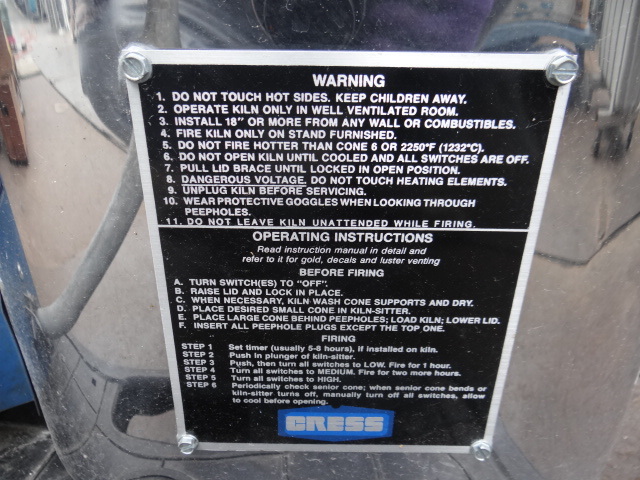 WARNING
1. DO NOT TOUCH HOT SIDES. KEEP CHILDREN AWAY.
2. OPERATE KILN ONLY IN WELL VENTILATED ROOM.
3. INSTALL 18" OR MORE FROM ANY WALL OR COMBUSTIBLES.
4. FIRE KILN ONLY ON STAND FURNISHED.
5. DO NOT FIRE HOTTER THAN CONE 6 OR 2250°F (1232°C).
6. DO NOT OPEN KILN UNTIL COOLED AND ALL SWITCHES ARE OFF.
7. PULL LID BRACE UNTIL LOCKED IN OPEN POSITION.
8. DANGEROUS VOLTAGE. DO NOT TOUCH HEATING ELEMENTS.
9. UNPLUG KILN BEFORE SERVICING.
10. WEAR PROTECTIVE GOGGLES WHEN LOOKING THROUGH
PEEPHOLES.
11. DO NOT LEAVE KILN UNATTENDED WHILE FIRING.
OPERATING INSTRUCTIONS
Read instruction manual in detail and
refer to it for gold, decals and luster venting
BEFORE FIRING
A. TURN SWITCH(ES) TO "OFF".
B. RAISE LID AND LOCK IN PLACE.
C. WHEN NECESSARY, KILN WASH CONE SUPPORTS AND DRY.
D. PLACE DESIRED SMALL CONE IN KILN-SITTER.
E. PLACE LARGE CONE BEHIND PEEPHOLES; LOAD KILN; LOWER LID.
F. INSERT ALL PEEPHOLE PLUGS EXCEPT THE TOP ONE.
FIRING
STEP 1 Set timer (usually 5-8 hours), if installed on kiln.
STEP 2 Push in plunger of kiln-sitter.
STEP 3 Push, then turn all switches to LOW. Fire for 1 hour.
STEP 4 Turn all switches to MEDIUM. Fire for two more hours.
STEP 5 Turn all switches to HIGH.
STEP 6 Periodically check senior cone; when senior cone bends or
kiln-sitter turns off, manually turn off all switches, allow
to cool before opening.
CRESS